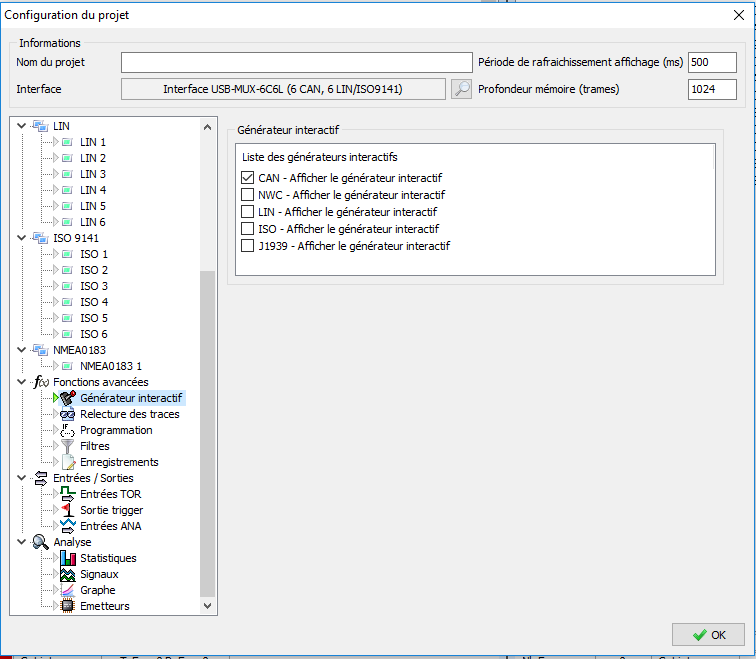 Configuration du projet
Informations
Nom du projet
Période de rafraichissement affichage (ms) 500
Interface
Interface USB-MUX-6C6L (6 CAN, 6 LIN/ISO9141)
Profondeur mémoire (trames) 1024
LIN
LIN 1
LIN 2
LIN 3
LIN 4
LIN 5
LIN 6
ISO 9141
ISO 1
ISO 2
ISO 3
ISO 4
ISO 5
ISO 6
NMEA0183
NMEA0183 1
f(x) Fonctions avancées
Générateur interactif
Relecture des traces
IF {...} Programmation
Filtres
Enregistrements
Entrées / Sorties
Entrées TOR
Sortie trigger
Entrées ANA
Analyse
Statistiques
Signaux
Graphe
Emetteurs
Générateur interactif
Liste des générateurs interactifs
CAN - Afficher le générateur interactif
NWC - Afficher le générateur interactif
LIN - Afficher le générateur interactif
ISO - Afficher le générateur interactif
J1939 - Afficher le générateur interactif
OK